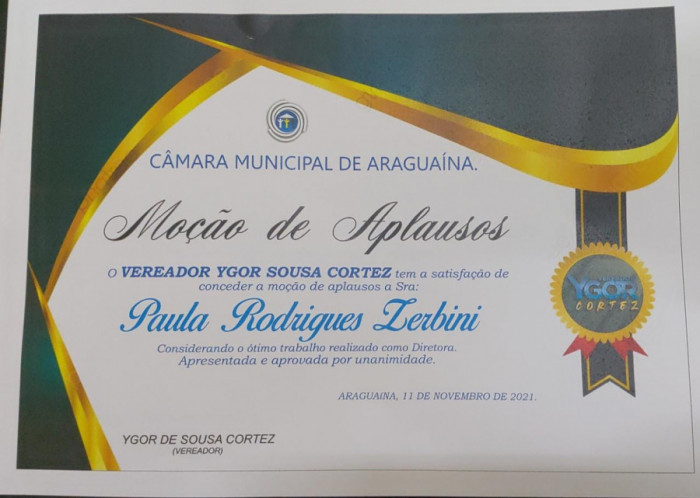 CÂMARA MUNICIPAL DE ARAGUAÍNA.
Moção de Aplausos
O VEREADOR YGOR SOUSA CORTEZ tem a satisfação de
conceder a moção de aplausos a Sra:
Paula Rodrigues Zerbini
Considerando o ótimo trabalho realizado como Diretora.
Apresentada e aprovada por unanimidade.
YGOR
CORTEZ
ARAGUAINA, 11 DE NOVEMBRO DE 2021.
YGOR DE SOUSA CORTEZ
(VEREADOR)